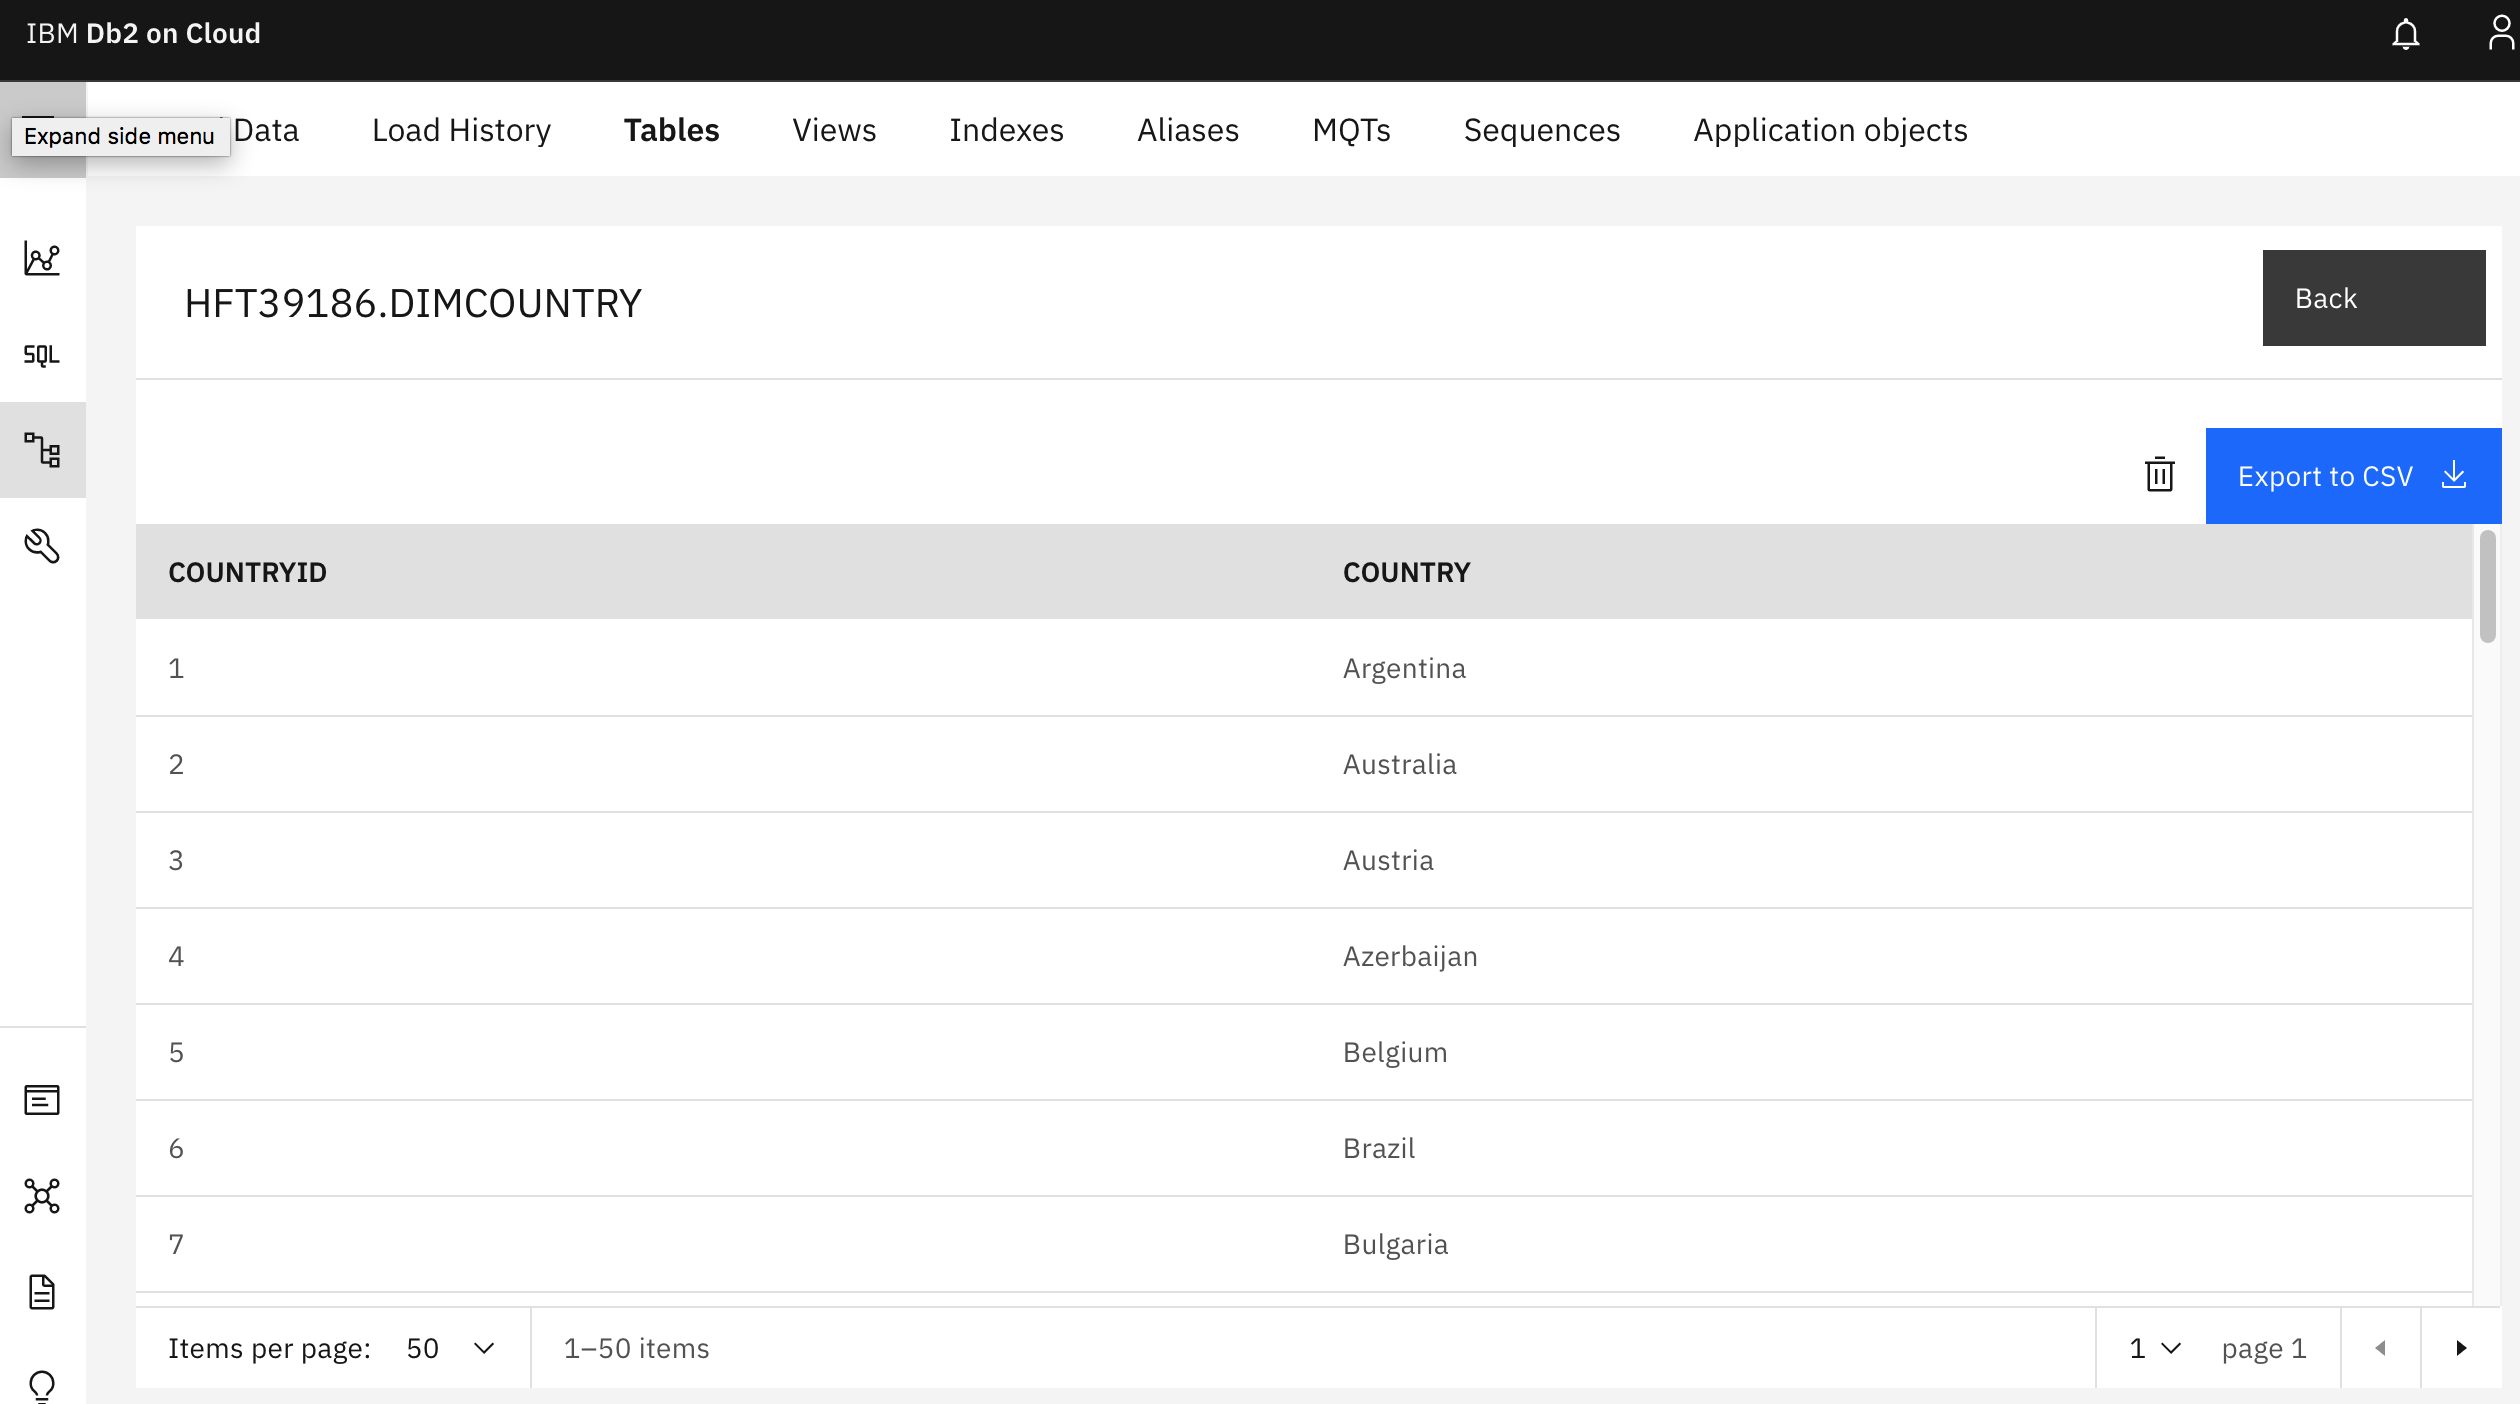 IBM Db2 on Cloud
Expand side menu
Data Load History Tables Views Indexes Aliases MQTs Sequences Application objects
HFT39186.DIMCOUNTRY
Back
SQL
Export to CSV
COUNTRYID COUNTRY
1 Argentina
2 Australia
3 Austria
4 Azerbaijan
5 Belgium
6 Brazil
7 Bulgaria
Items per page: 50 1–50 items 1 page 1